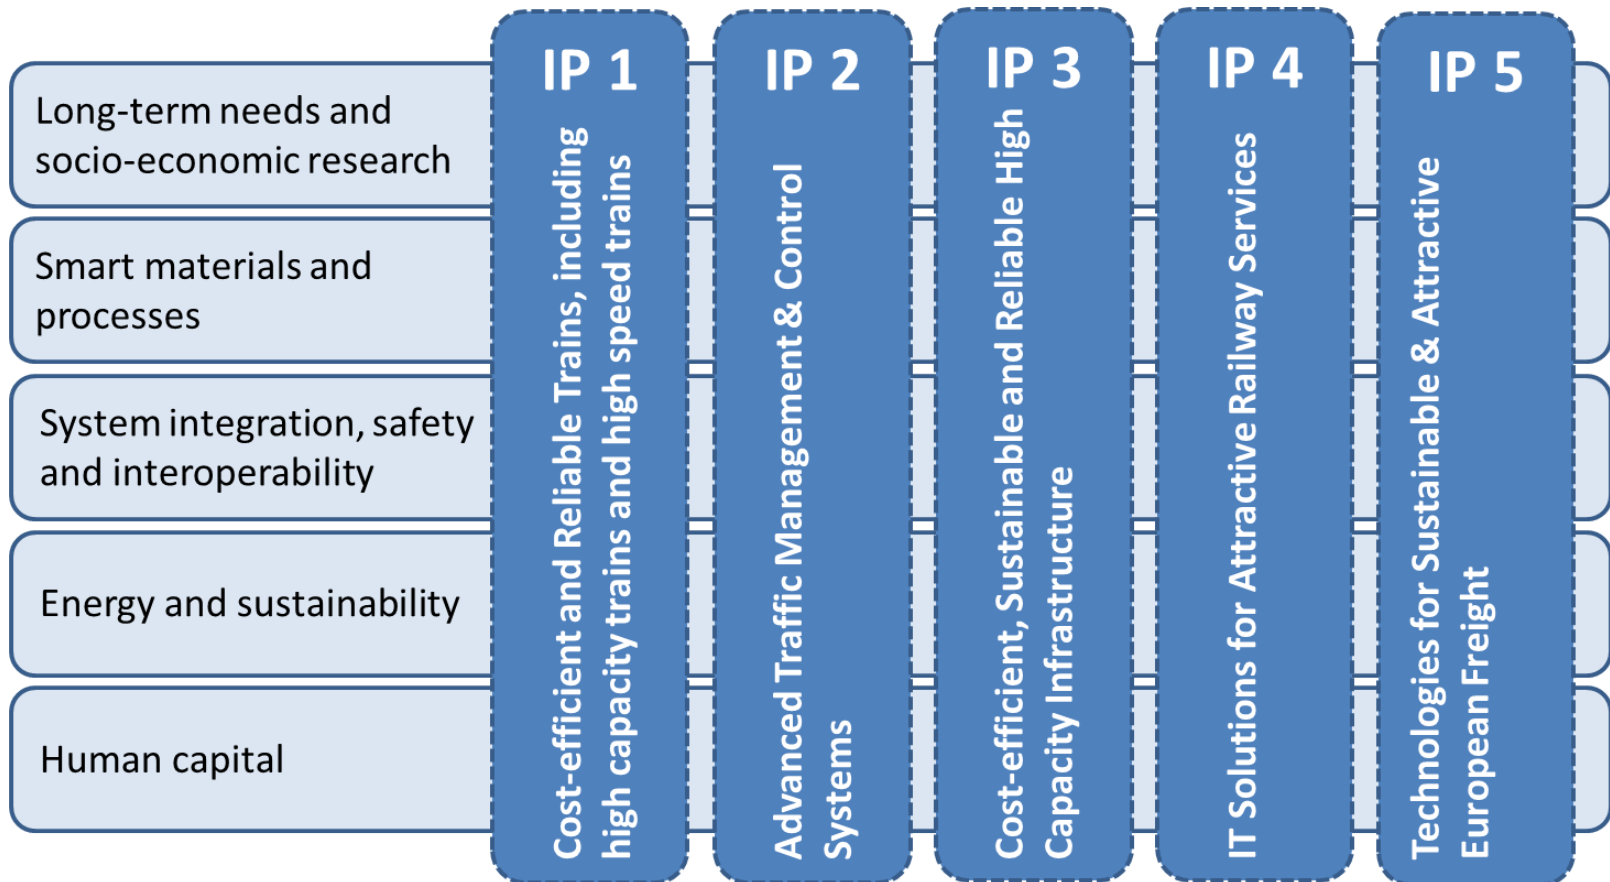 Long-term needs and
socio-economic research
Smart materials and
processes
System integration, safety
and interoperability
Energy and sustainability
Human capital
IP 1
Cost-efficient and Reliable Trains, including
high capacity trains and high speed trains
IP 2
Advanced Traffic Management & Control
Systems
IP 3
Cost-efficient, Sustainable and Reliable High
Capacity Infrastructure
IP 4
IT Solutions for Attractive Railway Services
IP 5
Technologies for Sustainable & Attractive
European Freight